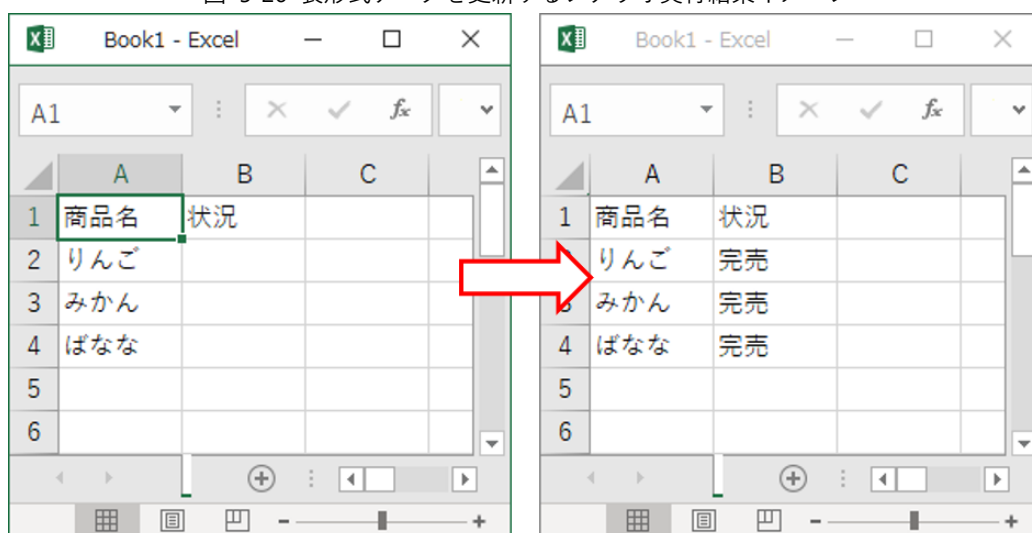 Book1 - Excel
A1
fx
A B C
1 商品名 状況
2 りんご
3 みかん
4 ばなな
5
6
Book1 - Excel
A1
fx
A B C
1 商品名 状況
りんご 完売
みかん 完売
4 ばなな 完売
5
6